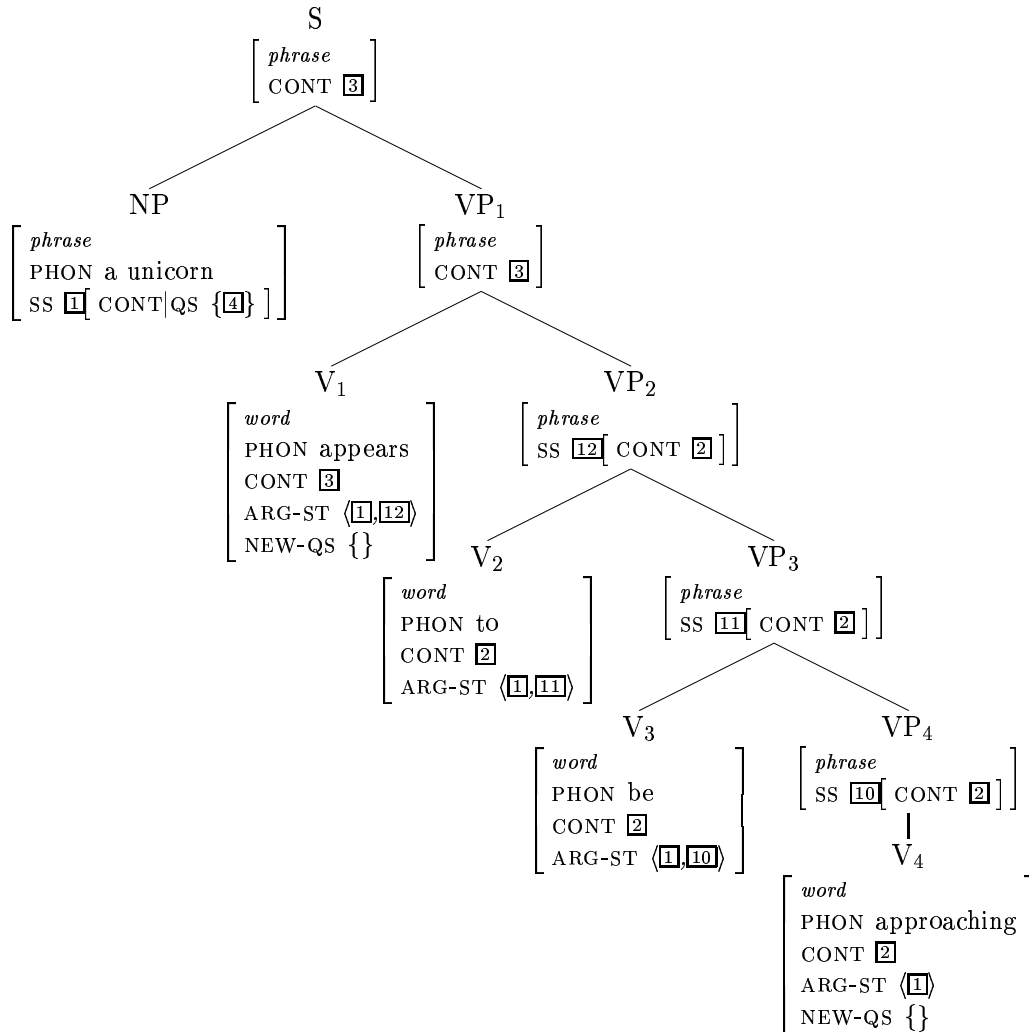 S
[ phrase
CONT [3] ]
NP
[ phrase
PHON a unicorn
SS [1][ CONT|QS {[4]} ] ]
VP₁
[ phrase
CONT [3] ]
V₁
[ word
PHON appears
CONT [3]
ARG-ST ⟨[1],[12]⟩
NEW-QS {} ]
VP₂
[ phrase
SS [12][ CONT [2] ] ]
V₂
[ word
PHON to
CONT [2]
ARG-ST ⟨[1],[11]⟩ ]
VP₃
[ phrase
SS [11][ CONT [2] ] ]
V₃
[ word
PHON be
CONT [2]
ARG-ST ⟨[1],[10]⟩ ]
VP₄
[ phrase
SS [10][ CONT [2] ] ]
V₄
[ word
PHON approaching
CONT [2]
ARG-ST ⟨[1]⟩
NEW-QS {} ]